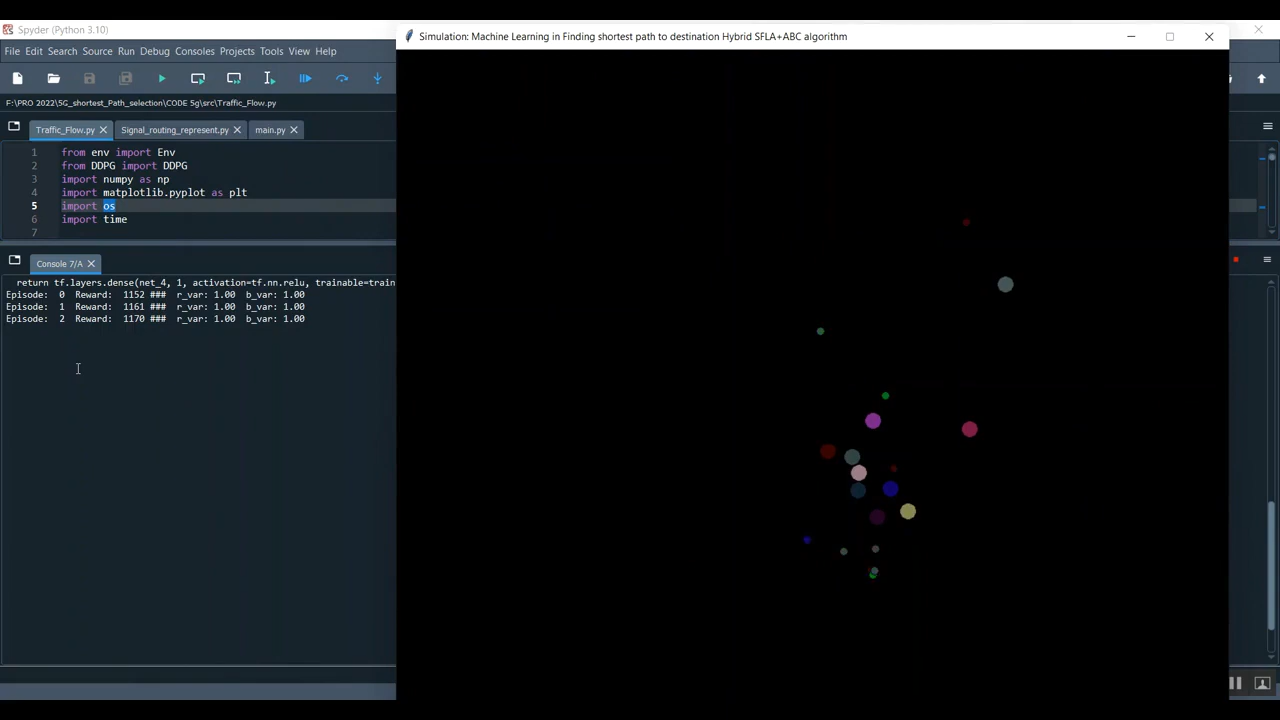 Spyder (Python 3.10)
Simulation: Machine Learning in Finding shortest path to destination Hybrid SFLA+ABC algorithm
File Edit Search Source Run Debug Consoles Projects Tools View Help
F:\PRO 2022\5G_shortest_Path_selection\CODE 5g\src\Traffic_Flow.py
Traffic_Flow.py Signal_routing_represent.py main.py
1 from env import Env
2 from DDPG import DDPG
3 import numpy as np
4 import matplotlib.pyplot as plt
5 import os
6 import time
7
Console 7/A
return tf.layers.dense(net_4, 1, activation=tf.nn.relu, trainable=train
Episode: 0 Reward: 1152 ### r_var: 1.00 b_var: 1.00
Episode: 1 Reward: 1161 ### r_var: 1.00 b_var: 1.00
Episode: 2 Reward: 1170 ### r_var: 1.00 b_var: 1.00